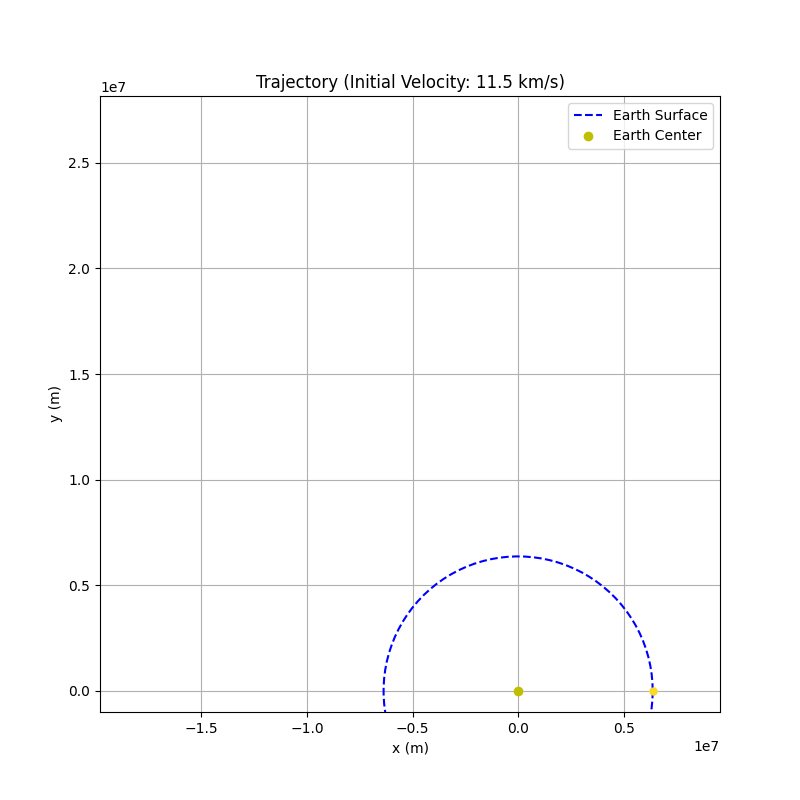 Trajectory (Initial Velocity: 11.5 km/s)
1e7
Earth Surface
Earth Center
2.5
2.0
1.5
1.0
0.5
0.0
y (m)
−1.5 −1.0 −0.5 0.0 0.5
x (m)
1e7